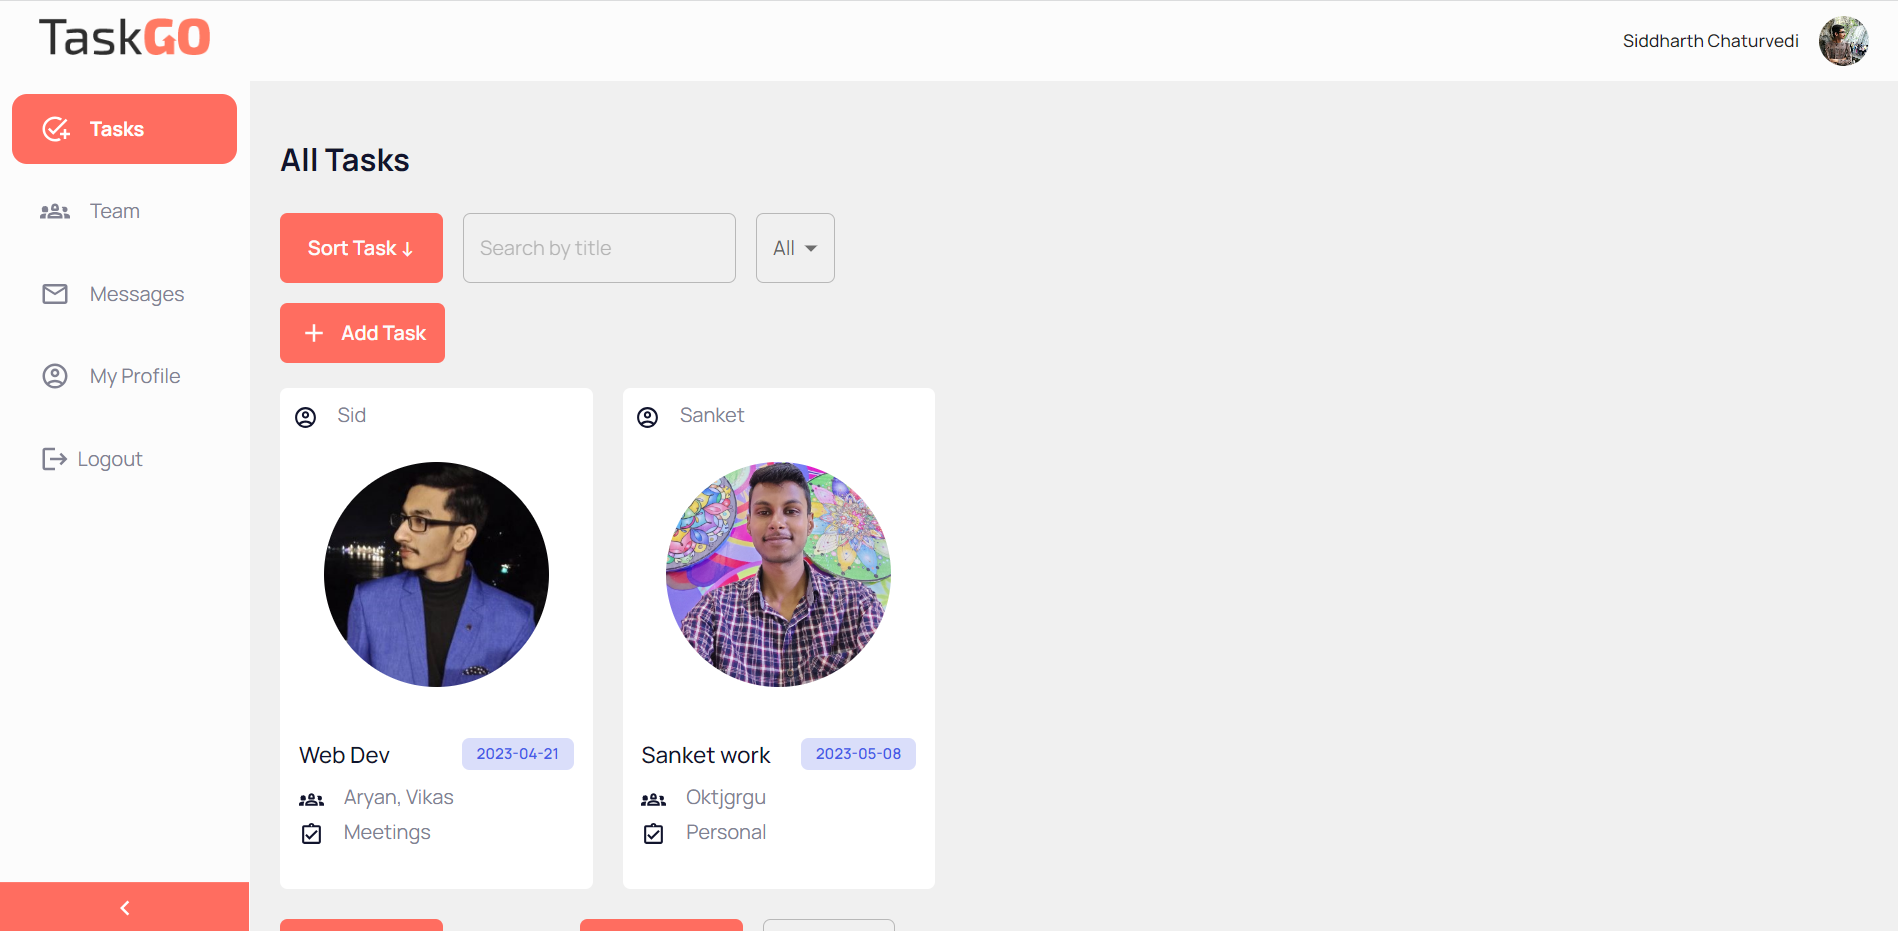 TaskGO
Siddharth Chaturvedi
Tasks
Team
Messages
My Profile
Logout
All Tasks
Sort Task ↓
Search by title
All
+ Add Task
Sid
Web Dev
2023-04-21
Aryan, Vikas
Meetings
Sanket
Sanket work
2023-05-08
Oktjgrgu
Personal